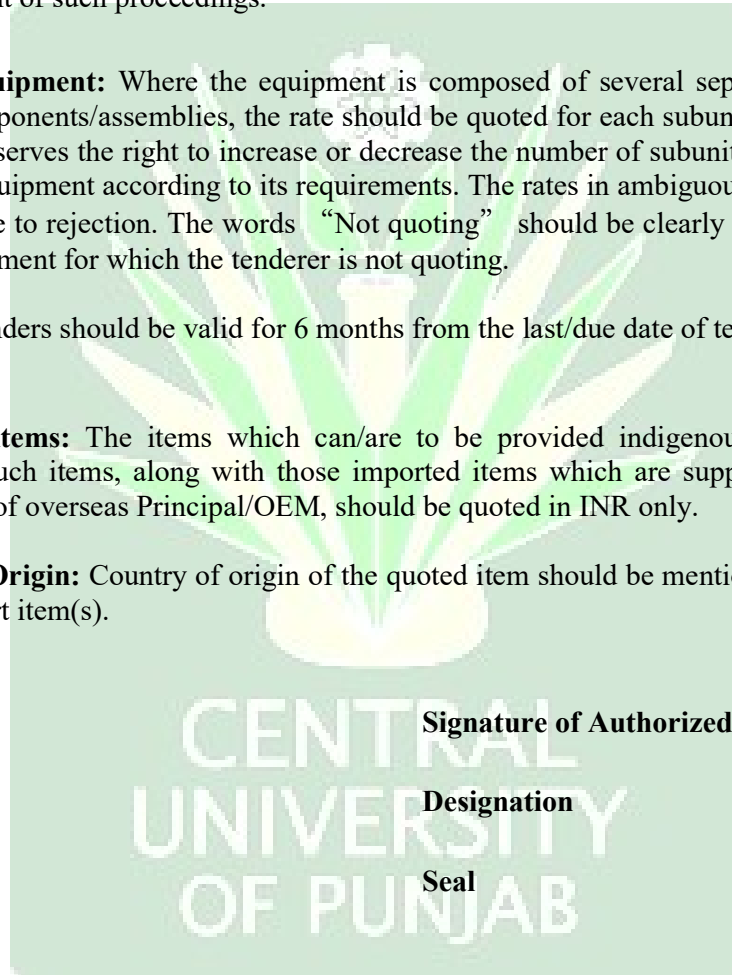 t of such proceedings.
uipment: Where the equipment is composed of several sep
ponents/assemblies, the rate should be quoted for each subun
serves the right to increase or decrease the number of subunit
quipment according to its requirements. The rates in ambiguou
e to rejection. The words “Not quoting” should be clearly
ment for which the tenderer is not quoting.
nders should be valid for 6 months from the last/due date of te
tems: The items which can/are to be provided indigenou
uch items, along with those imported items which are supp
of overseas Principal/OEM, should be quoted in INR only.
Origin: Country of origin of the quoted item should be mentio
rt item(s).
Signature of Authorized
Designation
Seal
CENTRAL
UNIVERSITY
OF PUNJAB